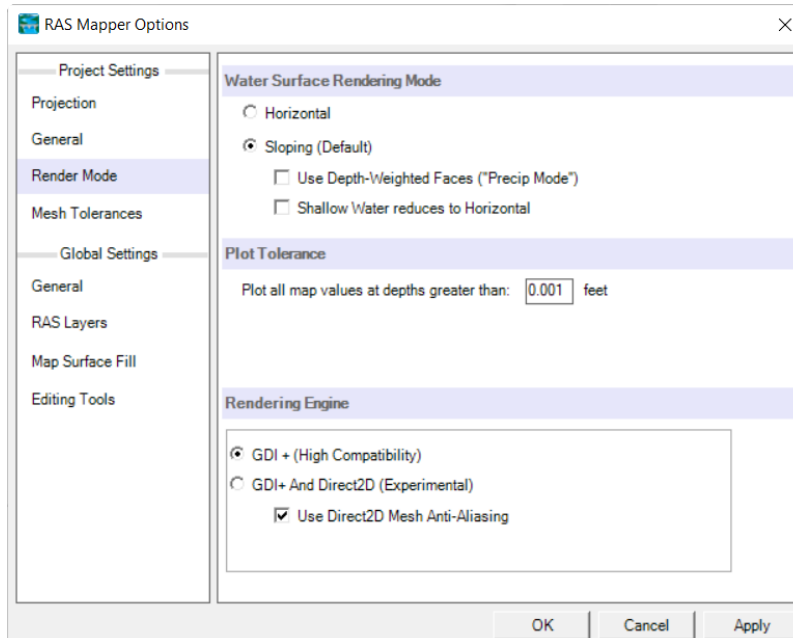 RAS Mapper Options
Project Settings
Projection
General
Render Mode
Mesh Tolerances
Global Settings
General
RAS Layers
Map Surface Fill
Editing Tools
Water Surface Rendering Mode
Horizontal
Sloping (Default)
Use Depth-Weighted Faces ("Precip Mode")
Shallow Water reduces to Horizontal
Plot Tolerance
Plot all map values at depths greater than: 0.001 feet
Rendering Engine
GDI + (High Compatibility)
GDI+ And Direct2D (Experimental)
Use Direct2D Mesh Anti-Aliasing
OK Cancel Apply